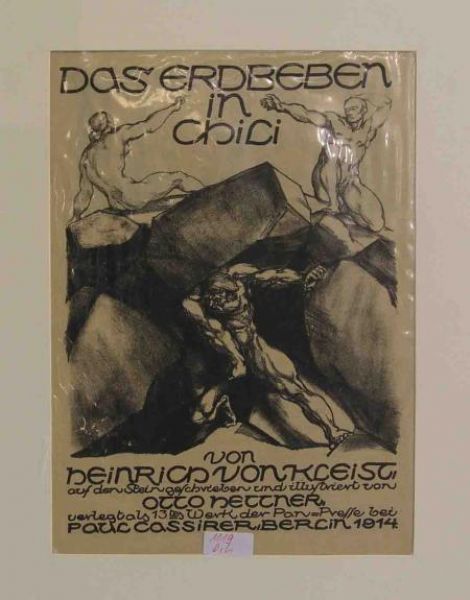 DAS ERDBEBEN
in
CHILI
von
HEINRICH VON KLEIST,
auf den Stein geschrieben und illustriert von
OTTO HETTNER,
verlegt als 13tes Werk der Pan=Presse bei
PAUL CASSIRER, BERLIN 1914.
1119